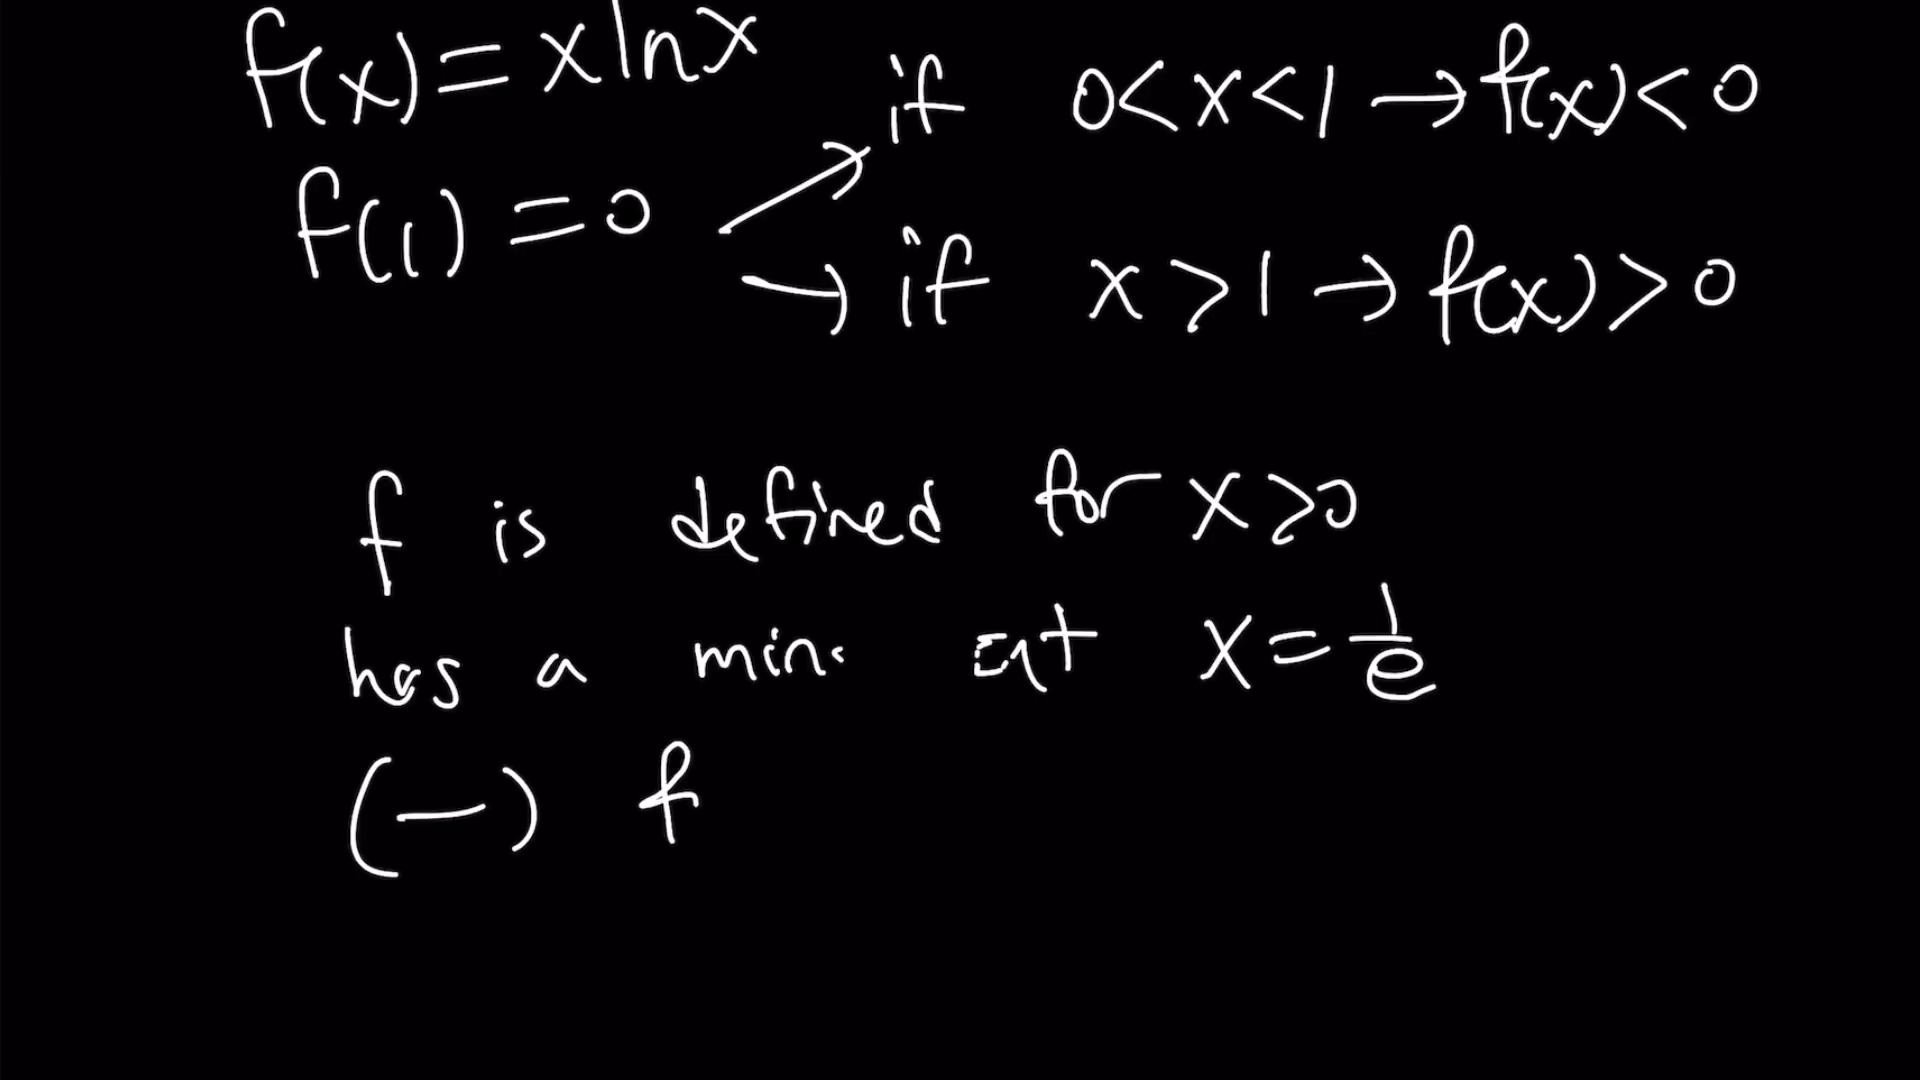 f(x) = x ln x
if 0 < x < 1 → f(x) < 0
f(1) = 0
→ if x > 1 → f(x) > 0
f is defined for x > 0
has a min. at x = 1/e
(−) f